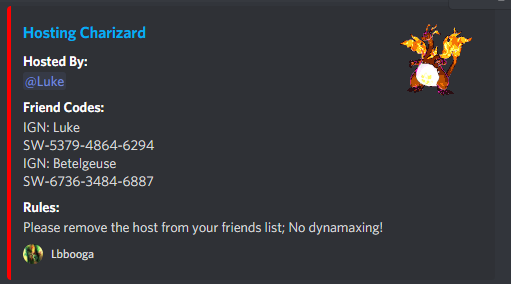 Hosting Charizard
Hosted By:
@Luke
Friend Codes:
IGN: Luke
SW-5379-4864-6294
IGN: Betelgeuse
SW-6736-3484-6887
Rules:
Please remove the host from your friends list; No dynamaxing!
Lbbooga